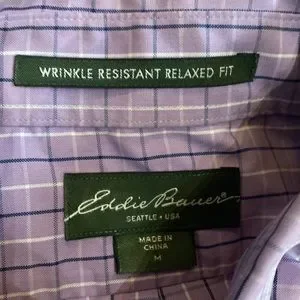 WRINKLE RESISTANT RELAXED FIT
Eddie Bauer®
SEATTLE • USA
MADE IN
CHINA
M